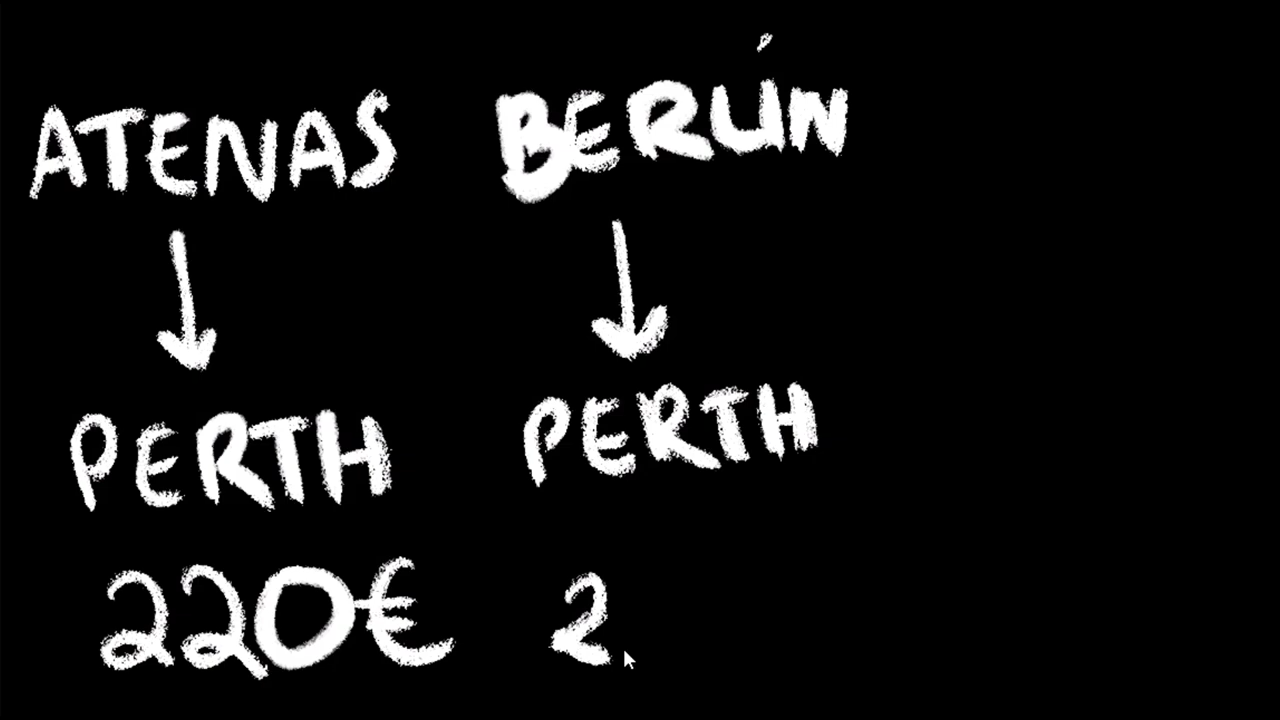 ATENAS BERLÍN
↓ ↓
PERTH PERTH
220€ 2